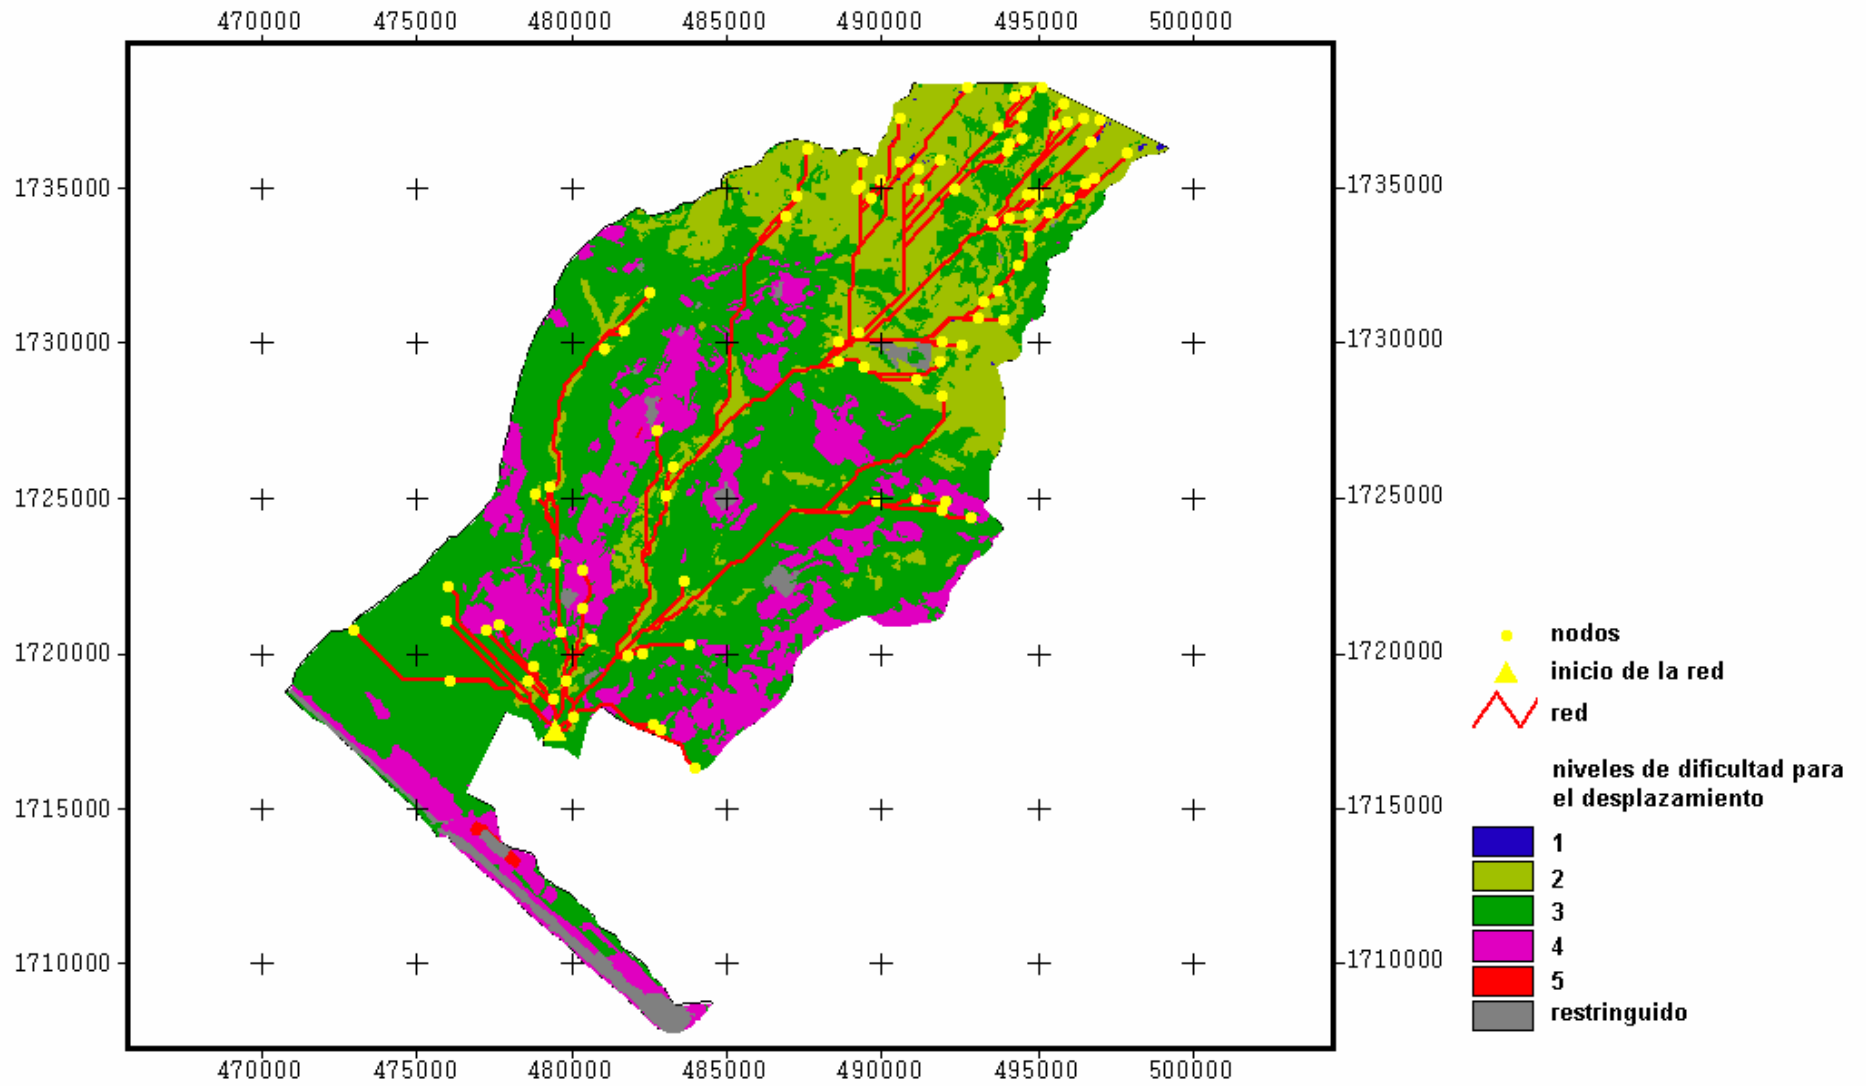 470000 475000 480000 485000 490000 495000 500000
1735000 1735000
1730000 1730000
1725000 1725000
1720000 1720000
1715000 1715000
1710000 1710000
470000 475000 480000 485000 490000 495000 500000
nodos
inicio de la red
red
niveles de dificultad para
el desplazamiento
1
2
3
4
5
restringuido